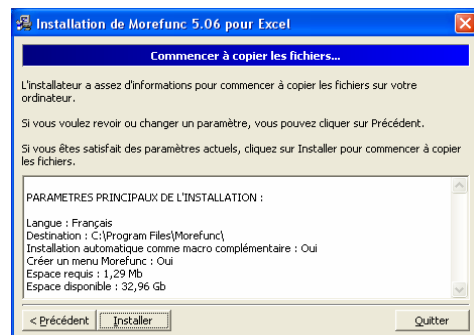 Installation de Morefunc 5.06 pour Excel
Commencer à copier les fichiers...
L'installateur a assez d'informations pour commencer à copier les fichiers sur votre
ordinateur.
Si vous voulez revoir ou changer un paramètre, vous pouvez cliquer sur Précédent.
Si vous êtes satisfait des paramètres actuels, cliquez sur Installer pour commencer à copier
les fichiers.
PARAMETRES PRINCIPAUX DE L'INSTALLATION :
Langue : Français
Destination : C:\Program Files\Morefunc\
Installation automatique comme macro complémentaire : Oui
Créer un menu Morefunc : Oui
Espace requis : 1,29 Mb
Espace disponible : 32,96 Gb
< Précédent Installer Quitter